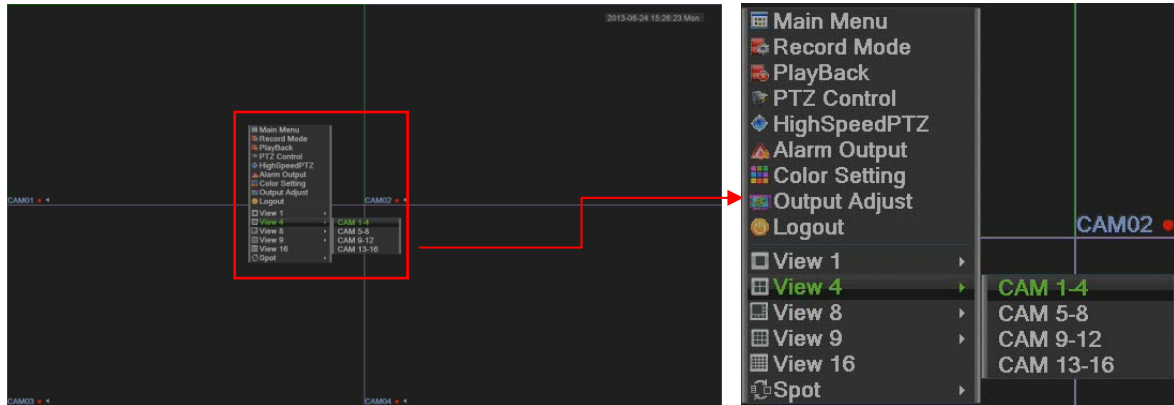 2013-06-24 15:26:23 Mon
Main Menu
Record Mode
PlayBack
PTZ Control
HighSpeedPTZ
Alarm Output
Color Setting
Output Adjust
Logout
View 1
View 4
View 8
View 9
View 16
Spot
CAM 1-4
CAM 5-8
CAM 9-12
CAM 13-16
CAM01
CAM02
CAM03
CAM04
Main Menu
Record Mode
PlayBack
PTZ Control
HighSpeedPTZ
Alarm Output
Color Setting
Output Adjust
Logout
CAM02
View 1
View 4
View 8
View 9
View 16
Spot
CAM 1-4
CAM 5-8
CAM 9-12
CAM 13-16